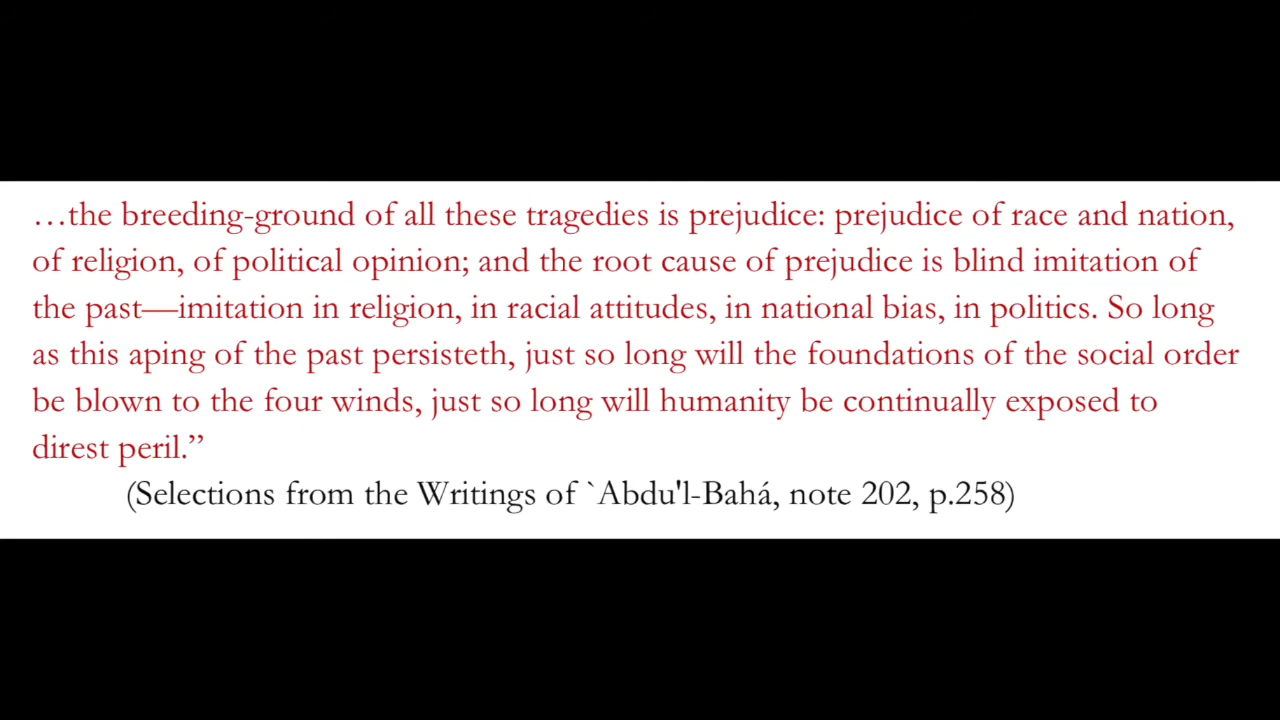 …the breeding-ground of all these tragedies is prejudice: prejudice of race and nation,
of religion, of political opinion; and the root cause of prejudice is blind imitation of
the past—imitation in religion, in racial attitudes, in national bias, in politics. So long
as this aping of the past persisteth, just so long will the foundations of the social order
be blown to the four winds, just so long will humanity be continually exposed to
direst peril.”
(Selections from the Writings of `Abdu'l-Bahá, note 202, p.258)